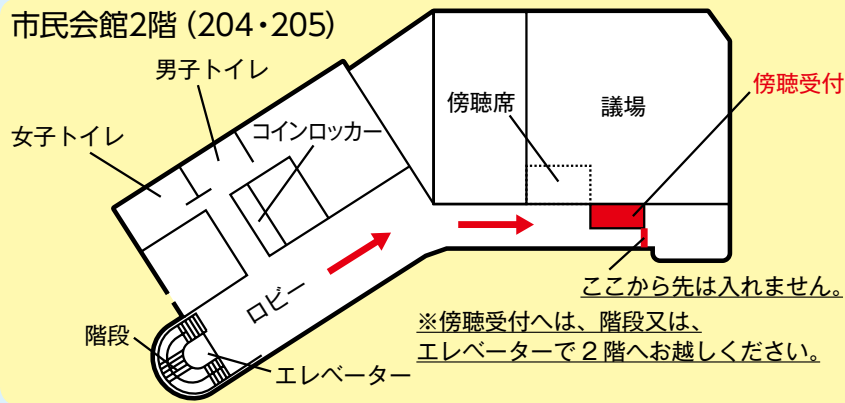 市民会館2階 (204・205)
男子トイレ
女子トイレ
コインロッカー
傍聴席
議場
傍聴受付
ロビー
階段
エレベーター
ここから先は入れません。
※傍聴受付へは、階段又は、
エレベーターで２階へお越しください。